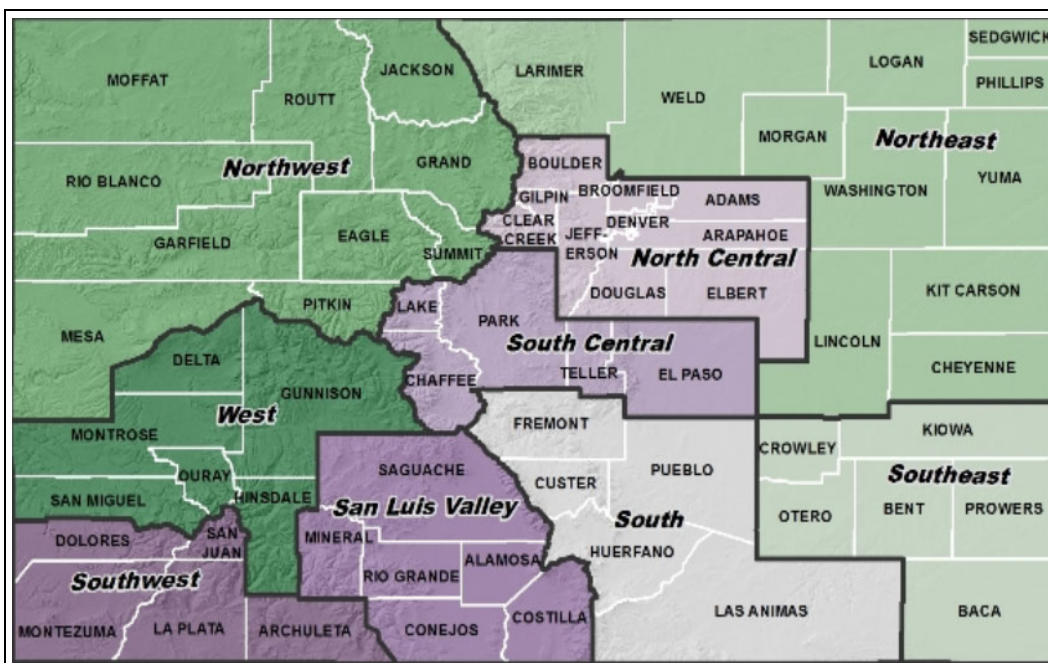 SEDGWICK
JACKSON
LARIMER
LOGAN
MOFFAT
ROUTT
WELD
PHILLIPS
MORGAN
Northeast
GRAND
BOULDER
Northwest
RIO BLANCO
YUMA
BROOMFIELD
WASHINGTON
GILPIN
ADAMS
CLEAR
CREEK
DENVER
EAGLE
JEFF-
ERSON
ARAPAHOE
GARFIELD
SUMMIT
North Central
KIT CARSON
DOUGLAS
ELBERT
PITKIN
LAKE
PARK
MESA
South Central
LINCOLN
DELTA
TELLER
EL PASO
CHEYENNE
CHAFFEE
GUNNISON
West
FREMONT
MONTROSE
KIOWA
CROWLEY
SAGUACHE
PUEBLO
OURAY
Southeast
CUSTER
SAN MIGUEL
HINSDALE
San Luis Valley
BENT
PROWERS
OTERO
South
SAN
JUAN
DOLORES
MINERAL
HUERFANO
ALAMOSA
RIO GRANDE
Southwest
LAS ANIMAS
BACA
COSTILLA
MONTEZUMA
LA PLATA
ARCHULETA
CONEJOS